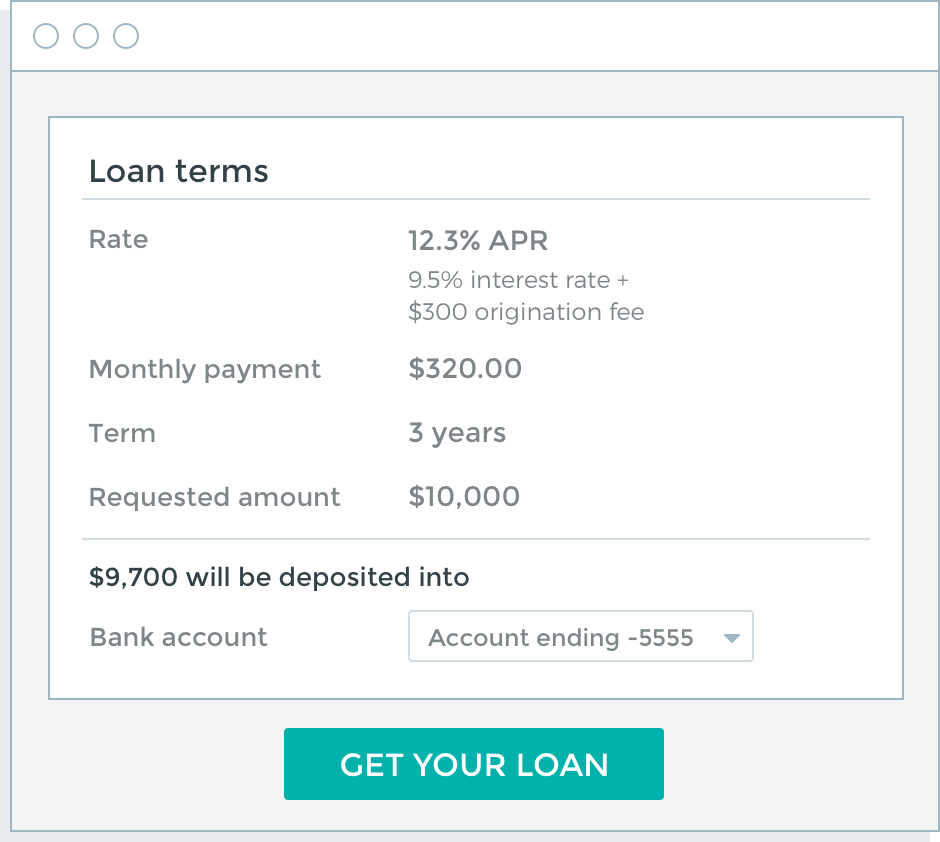 Loan terms
Rate
12.3% APR
9.5% interest rate +
$300 origination fee
Monthly payment
$320.00
Term
3 years
Requested amount
$10,000
$9,700 will be deposited into
Bank account
Account ending -5555
GET YOUR LOAN